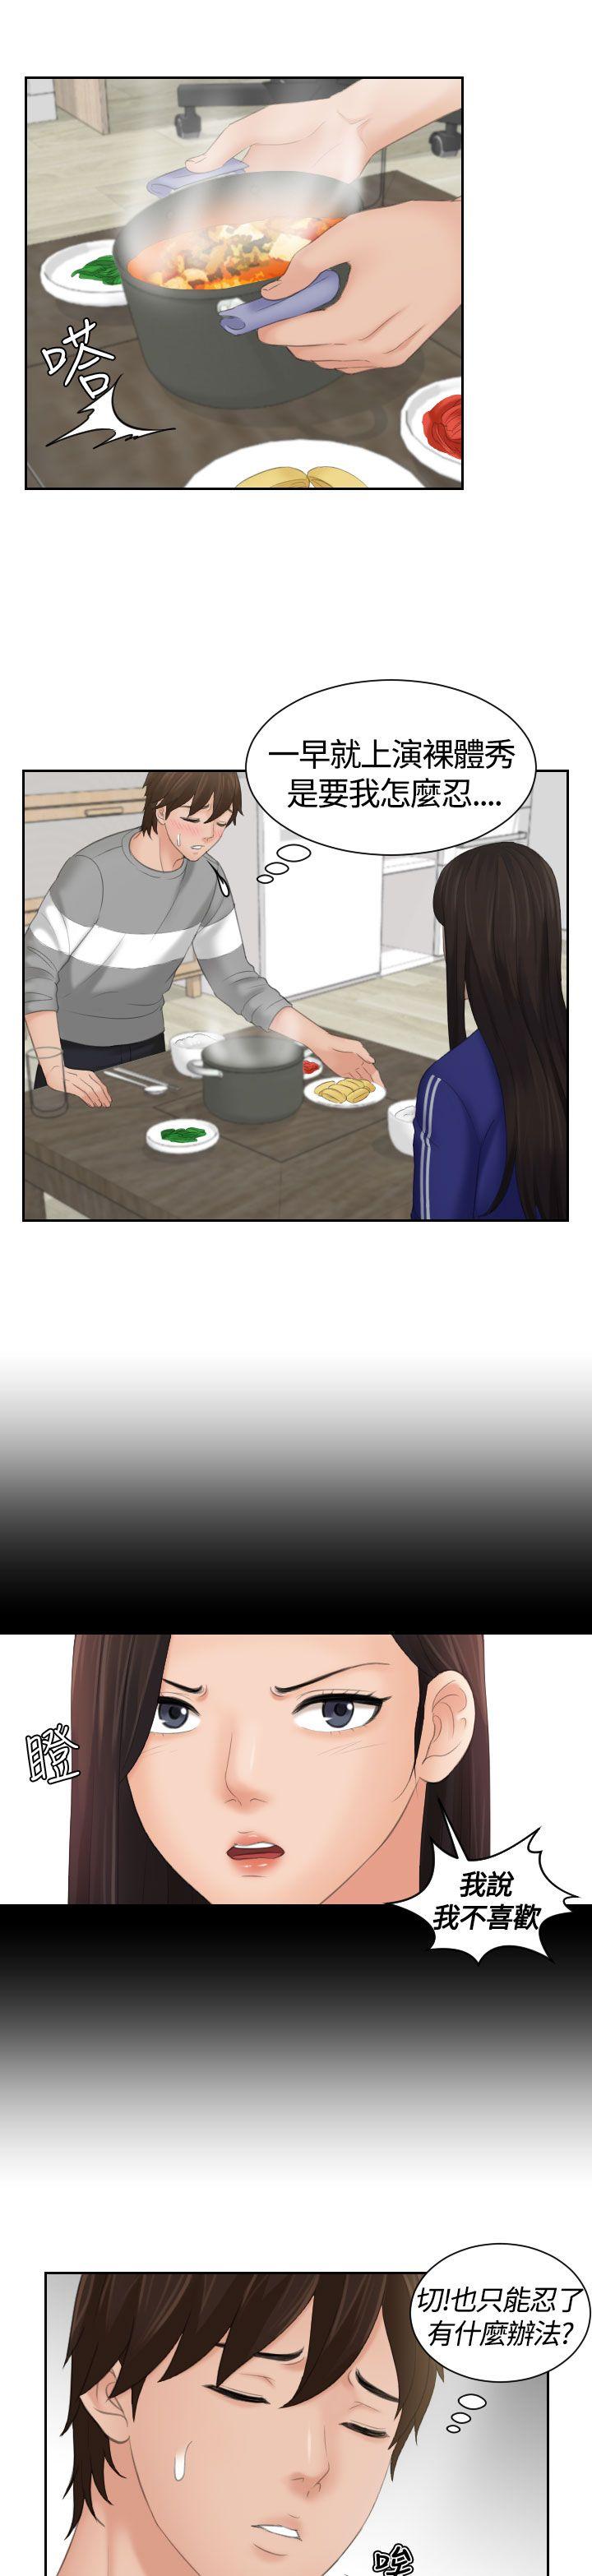 嗒
一早就上演裸體秀
是要我怎麼忍....
瞪
我說
我不喜歡
切!也只能忍了
有什麼辦法?
唉